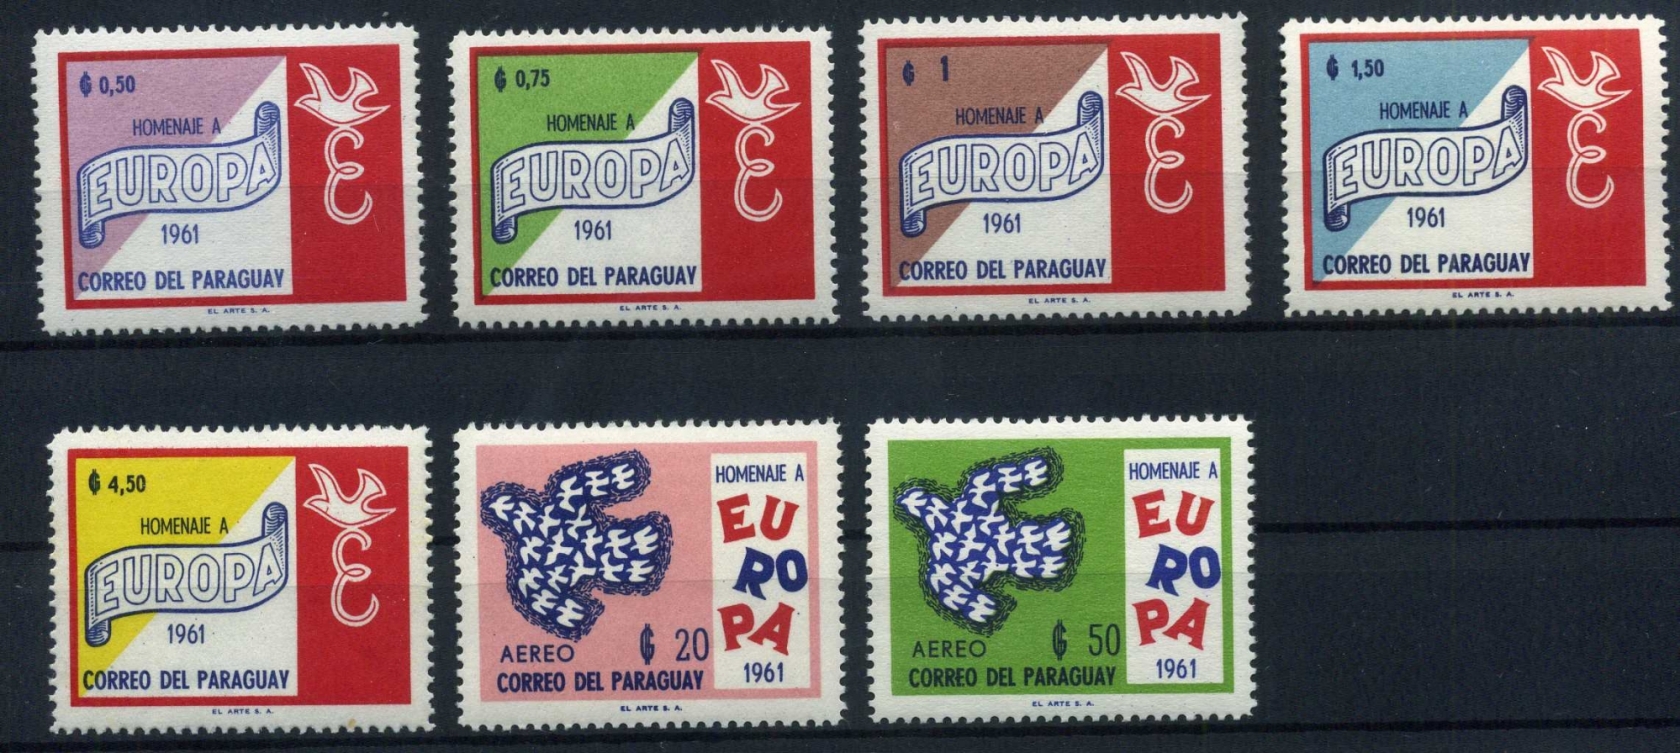 ₲ 0,50
HOMENAJE A
EUROPA
1961
CORREO DEL PARAGUAY
EL ARTE S. A.
₲ 0,75
HOMENAJE A
EUROPA
1961
CORREO DEL PARAGUAY
EL ARTE S. A.
₲ 1
HOMENAJE A
EUROPA
1961
CORREO DEL PARAGUAY
EL ARTE S. A.
₲ 1,50
HOMENAJE A
EUROPA
1961
CORREO DEL PARAGUAY
EL ARTE S. A.
₲ 4,50
HOMENAJE A
EUROPA
1961
CORREO DEL PARAGUAY
EL ARTE S. A.
HOMENAJE A
EU
RO
PA
1961
AEREO ₲ 20
CORREO DEL PARAGUAY
EL ARTE S. A.
HOMENAJE A
EU
RO
PA
1961
AEREO ₲ 50
CORREO DEL PARAGUAY
EL ARTE S. A.